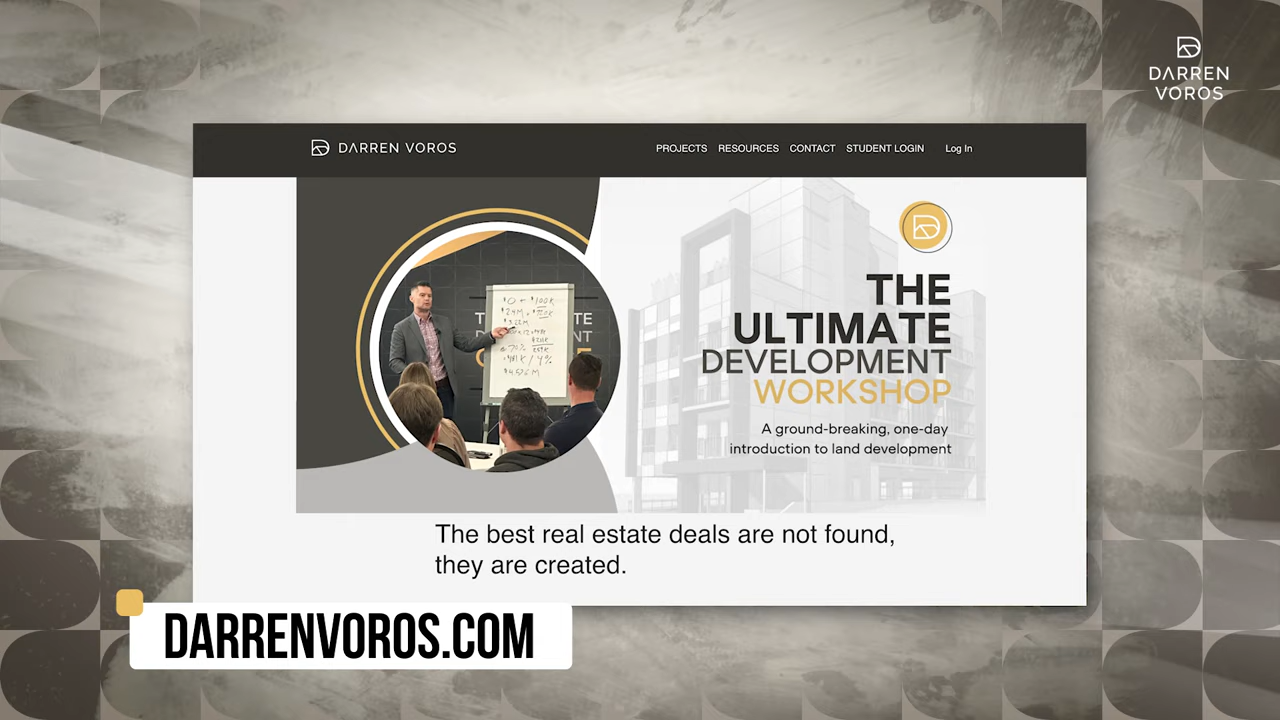 DARREN
VOROS
DARREN VOROS
PROJECTS RESOURCES CONTACT STUDENT LOGIN Log In
THE
ULTIMATE
DEVELOPMENT
WORKSHOP
A ground-breaking, one-day
introduction to land development
The best real estate deals are not found,
they are created.
DARRENVOROS.COM